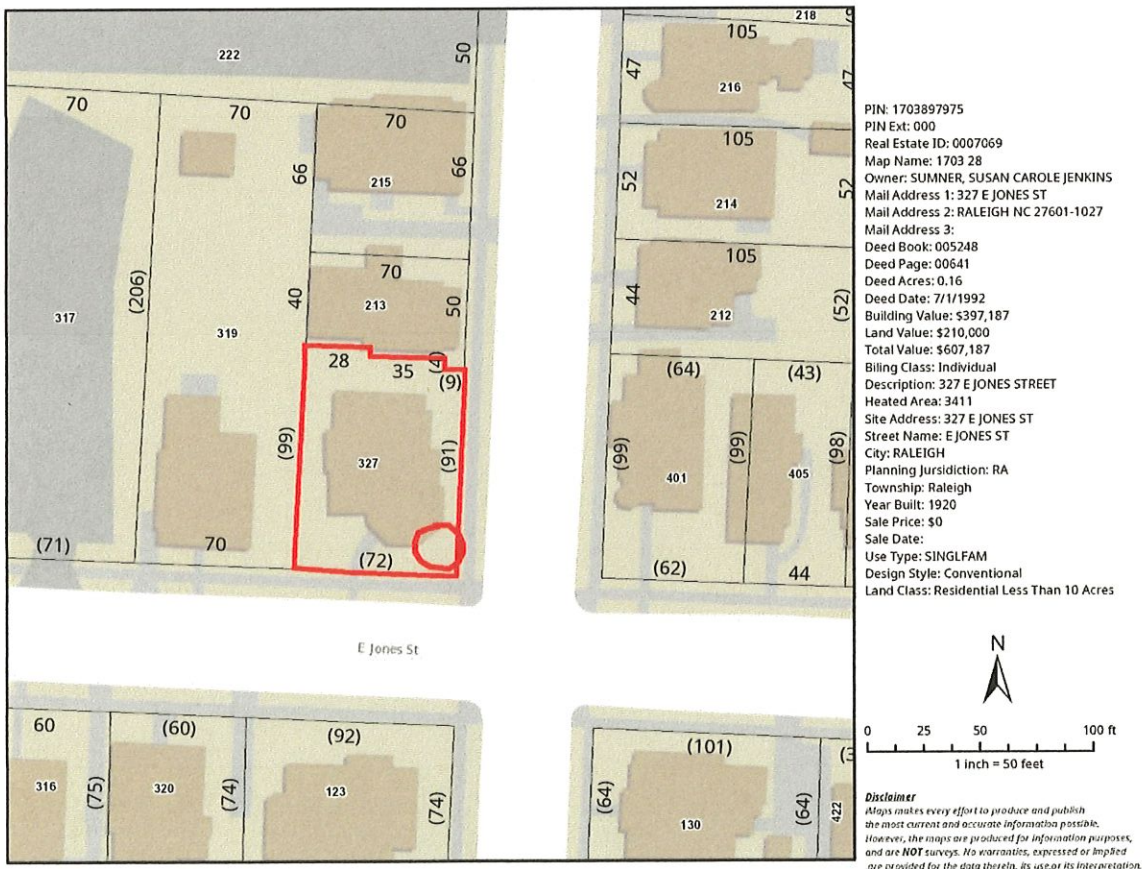 218
105
50
222
47
47
216
70
70
70
105
66
66
52
52
215
214
70
105
(206)
40
50
44
(52)
213
212
317
319
28
35
(4)
(9)
(64)
(43)
(99)
(91)
(99)
(99)
(98)
327
401
405
(71)
70
(72)
(62)
44
E Jones St
60
(60)
(92)
(101)
316
(75)
320
(74)
123
(74)
(64)
130
(64)
422
PIN: 1703897975
PIN Ext: 000
Real Estate ID: 0007069
Map Name: 1703 28
Owner: SUMNER, SUSAN CAROLE JENKINS
Mail Address 1: 327 E JONES ST
Mail Address 2: RALEIGH NC 27601-1027
Mail Address 3:
Deed Book: 005248
Deed Page: 00641
Deed Acres: 0.16
Deed Date: 7/1/1992
Building Value: $397,187
Land Value: $210,000
Total Value: $607,187
Biling Class: Individual
Description: 327 E JONES STREET
Heated Area: 3411
Site Address: 327 E JONES ST
Street Name: E JONES ST
City: RALEIGH
Planning Jursidiction: RA
Township: Raleigh
Year Built: 1920
Sale Price: $0
Sale Date:
Use Type: SINGLFAM
Design Style: Conventional
Land Class: Residential Less Than 10 Acres
N
0 25 50 100 ft
1 inch = 50 feet
Disclaimer
iMaps makes every effort to produce and publish
the most current and accurate information possible.
However, the maps are produced for information purposes,
and are NOT surveys. No warranties, expressed or implied
are provided for the data therein, its use,or its interpretation.